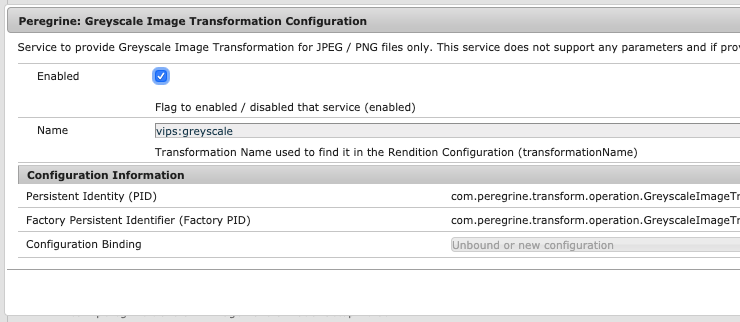 Peregrine: Greyscale Image Transformation Configuration
Service to provide Greyscale Image Transformation for JPEG / PNG files only. This service does not support any parameters and if prov
Enabled
Flag to enabled / disabled that service (enabled)
Name vips:greyscale
Transformation Name used to find it in the Rendition Configuration (transformationName)
Configuration Information
Persistent Identity (PID) com.peregrine.transform.operation.GreyscaleImageTr
Factory Persistent Identifier (Factory PID) com.peregrine.transform.operation.GreyscaleImageTr
Configuration Binding Unbound or new configuration